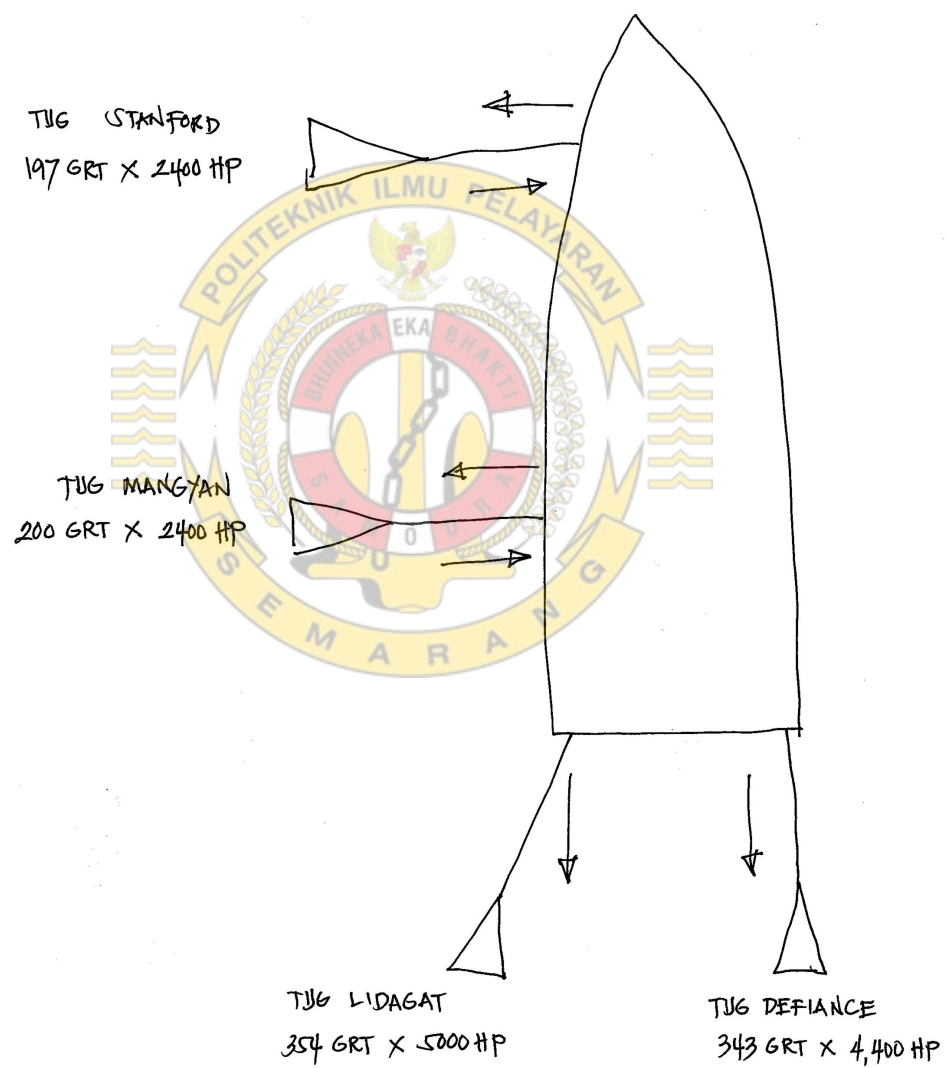 TUG STANFORD
197 GRT X 2400 HP
POLITEKNIK ILMU PELAYARAN
BHINNEKA EKA BHAKTI
SAMODURA
TUG MANGYAN
200 GRT X 2400 HP
SEMARANG
TUG LIDAGAT
354 GRT X 5000 HP
TUG DEFIANCE
343 GRT X 4,400 HP